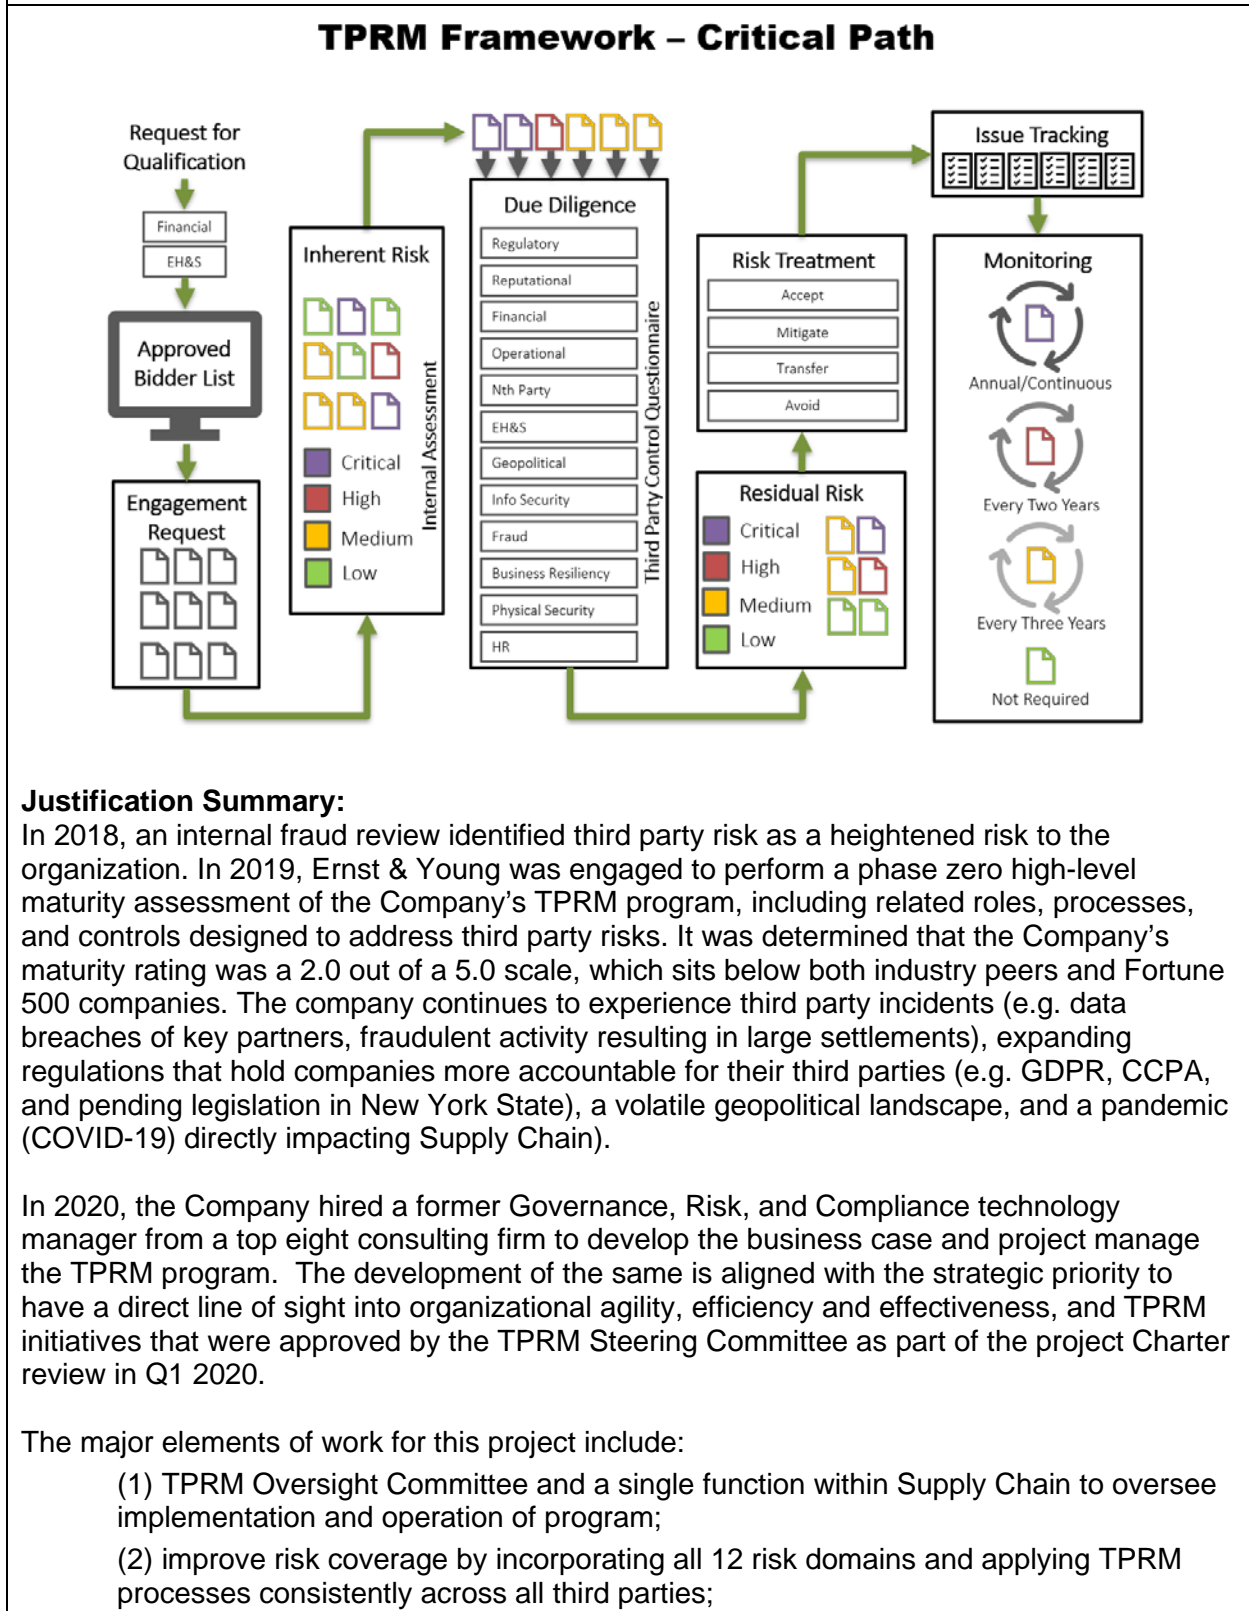 TPRM Framework – Critical Path
Request for
Qualification
Financial
EH&S
Approved
Bidder List
Engagement
Request
Inherent Risk
Critical
High
Medium
Low
Internal Assessment
Due Diligence
Regulatory
Reputational
Financial
Operational
Nth Party
EH&S
Geopolitical
Info Security
Fraud
Business Resiliency
Physical Security
HR
Third Party Control Questionnaire
Residual Risk
Critical
High
Medium
Low
Risk Treatment
Accept
Mitigate
Transfer
Avoid
Issue Tracking
Monitoring
Annual/Continuous
Every Two Years
Every Three Years
Not Required
Justification Summary:
In 2018, an internal fraud review identified third party risk as a heightened risk to the
organization. In 2019, Ernst & Young was engaged to perform a phase zero high-level
maturity assessment of the Company’s TPRM program, including related roles, processes,
and controls designed to address third party risks. It was determined that the Company’s
maturity rating was a 2.0 out of a 5.0 scale, which sits below both industry peers and Fortune
500 companies. The company continues to experience third party incidents (e.g. data
breaches of key partners, fraudulent activity resulting in large settlements), expanding
regulations that hold companies more accountable for their third parties (e.g. GDPR, CCPA,
and pending legislation in New York State), a volatile geopolitical landscape, and a pandemic
(COVID-19) directly impacting Supply Chain).
In 2020, the Company hired a former Governance, Risk, and Compliance technology
manager from a top eight consulting firm to develop the business case and project manage
the TPRM program.  The development of the same is aligned with the strategic priority to
have a direct line of sight into organizational agility, efficiency and effectiveness, and TPRM
initiatives that were approved by the TPRM Steering Committee as part of the project Charter
review in Q1 2020.
The major elements of work for this project include:
(1) TPRM Oversight Committee and a single function within Supply Chain to oversee
implementation and operation of program;
(2) improve risk coverage by incorporating all 12 risk domains and applying TPRM
processes consistently across all third parties;